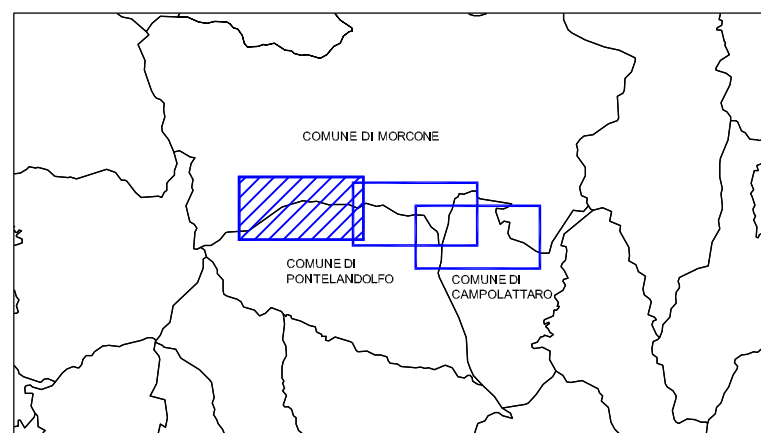 COMUNE DI MORCONE
COMUNE DI
PONTELANDOLFO
COMUNE DI
CAMPOLATTARO